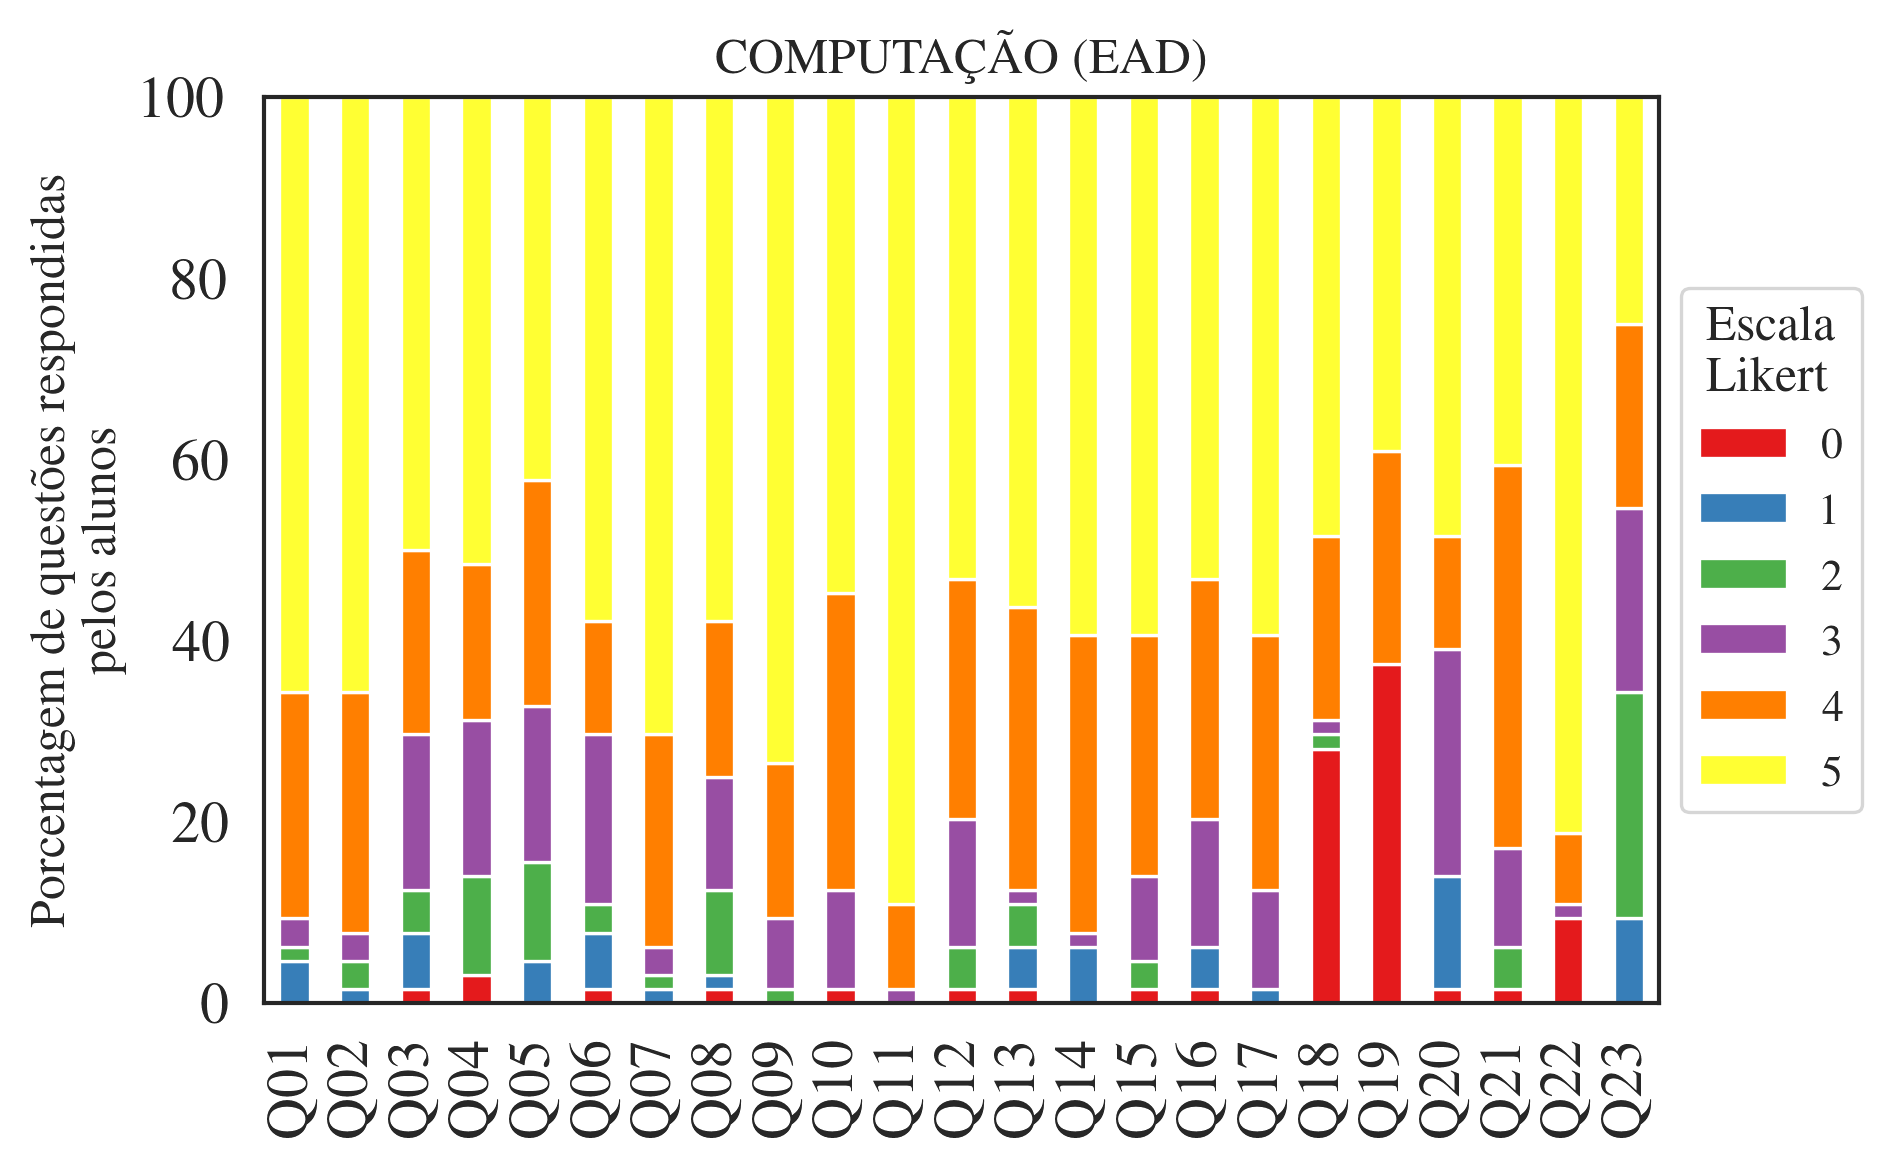 COMPUTAÇÃO (EAD)
Porcentagem de questões respondidas
pelos alunos
100
80
60
40
20
0
Q01
Q02
Q03
Q04
Q05
Q06
Q07
Q08
Q09
Q10
Q11
Q12
Q13
Q14
Q15
Q16
Q17
Q18
Q19
Q20
Q21
Q22
Q23
Escala
Likert
0
1
2
3
4
5